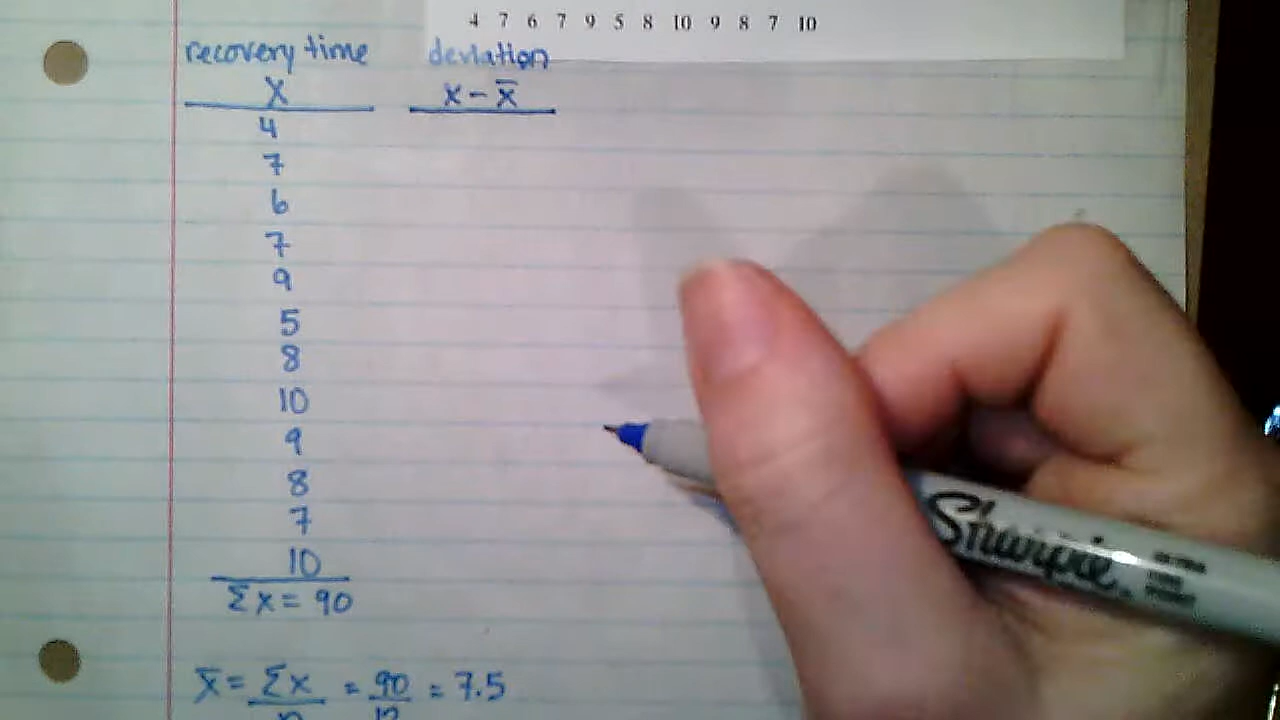 4 7 6 7 9 5 8 10 9 8 7 10
recovery time deviation
X x - x̄
4
7
6
7
9
5
8
10
9
8
7
10
Σx = 90
x̄ = Σx = 90 = 7.5
n 12
Sharpie.